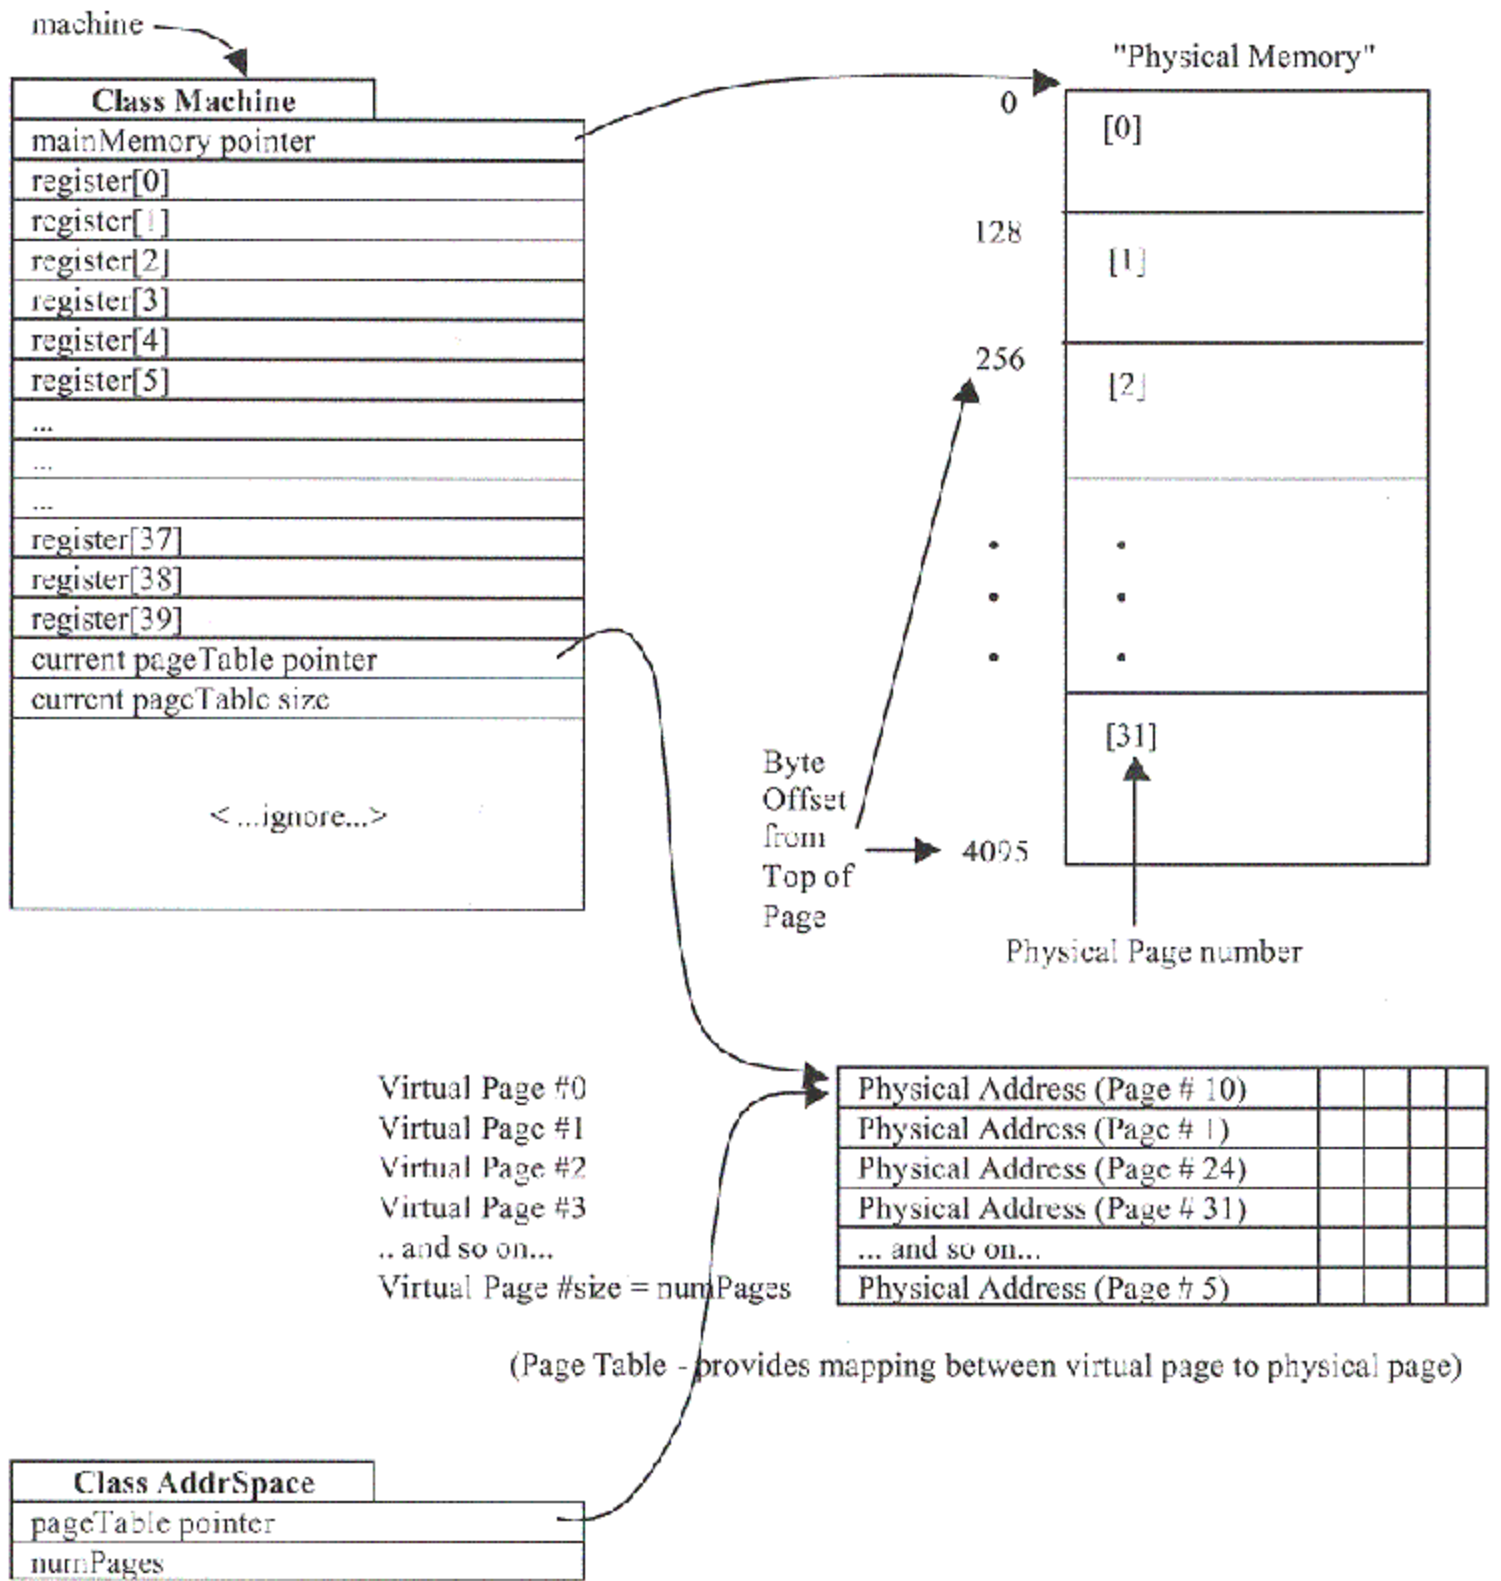 machine
Class Machine
mainMemory pointer
register[0]
register[1]
register[2]
register[3]
register[4]
register[5]
...
...
...
register[37]
register[38]
register[39]
current pageTable pointer
current pageTable size
< ...ignore...>
"Physical Memory"
0
[0]
128
[1]
256
[2]
[31]
4095
Byte
Offset
from
Top of
Page
Physical Page number
Virtual Page #0
Virtual Page #1
Virtual Page #2
Virtual Page #3
.. and so on...
Virtual Page #size = numPages
Physical Address (Page # 10)
Physical Address (Page # 1)
Physical Address (Page # 24)
Physical Address (Page # 31)
... and so on...
Physical Address (Page # 5)
(Page Table - provides mapping between virtual page to physical page)
Class AddrSpace
pageTable pointer
numPages